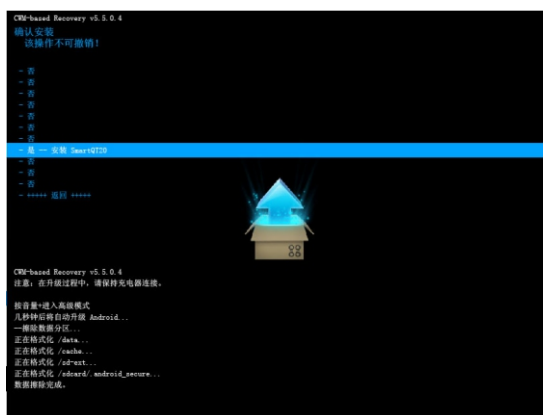 CWM-based Recovery v5.5.0.4
确认安装
该操作不可撤销！
- 否
- 否
- 否
- 否
- 否
- 否
- 否
- 是 -- 安装 SmartQT20
- 否
- 否
- 否
- +++++ 返回 +++++
CWM-based Recovery v5.5.0.4
注意：在升级过程中，请保持充电器连接。
按音量+进入高级模式
几秒钟后将自动升级 Android...
--擦除数据分区...
正在格式化 /data...
正在格式化 /cache...
正在格式化 /sd-ext...
正在格式化 /sdcard/.android_secure...
数据擦除完成。